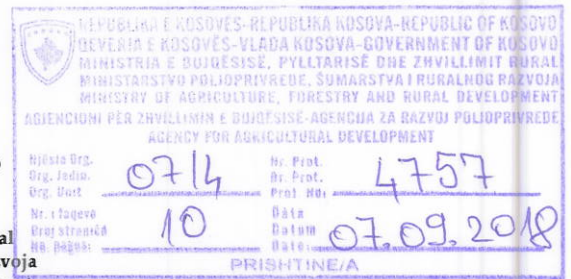 REPUBLIKA E KOSOVËS-REPUBLIKA KOSOVA-REPUBLIC OF KOSOVO
QEVERIA E KOSOVËS-VLADA KOSOVA-GOVERNMENT OF KOSOVO
MINISTRIA E BUJQËSISË, PYLLTARISË DHE ZHVILLIMIT RURAL
MINISTARSTVO POLJOPRIVREDE, ŠUMARSTVA I RURALNOG RAZVOJA
MINISTRY OF AGRICULTURE, FORESTRY AND RURAL DEVELOPMENT
AGJENCIONI PËR ZHVILLIMIN E BUJQËSISË-AGENCIJA ZA RAZVOJ POLJOPRIVREDE
AGENCY FOR AGRICULTURAL DEVELOPMENT
Njësia Org.
Org. Jedin.
Org. Unit
07/4
Nr. Prot.
Br. Prot.
Prot. No:
4757
Nr. i faqeve
Broj stranica
No. pages:
10
Data
Datum
Date:
07.09.2018
PRISHTINE/A
al
voja